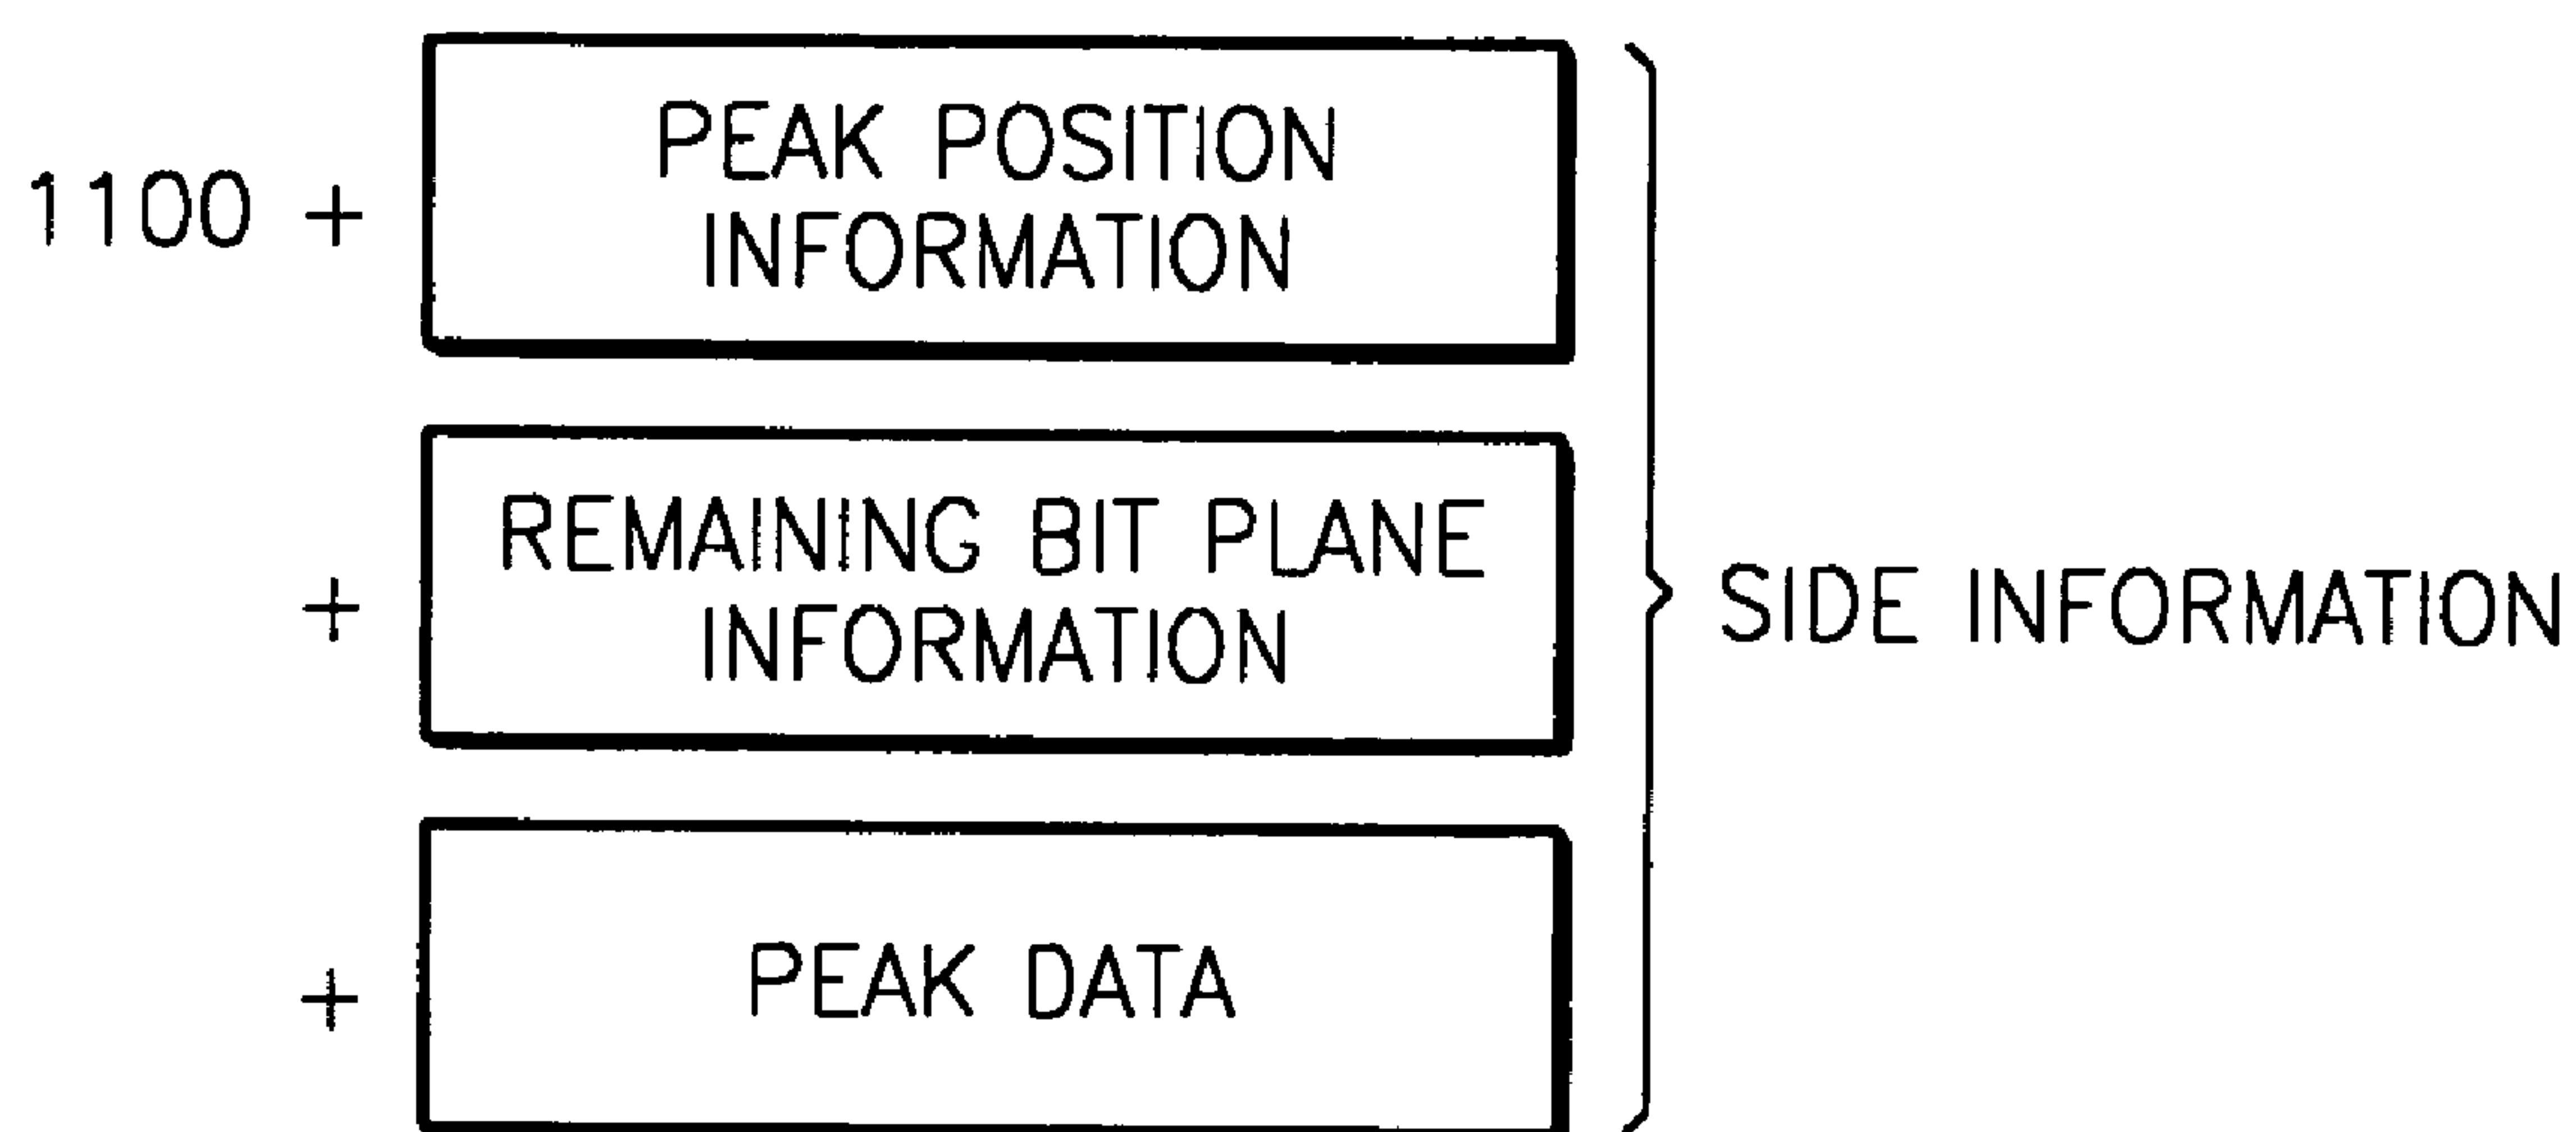 1100 +
PEAK POSITION
INFORMATION
+
REMAINING BIT PLANE
INFORMATION
SIDE INFORMATION
+
PEAK DATA